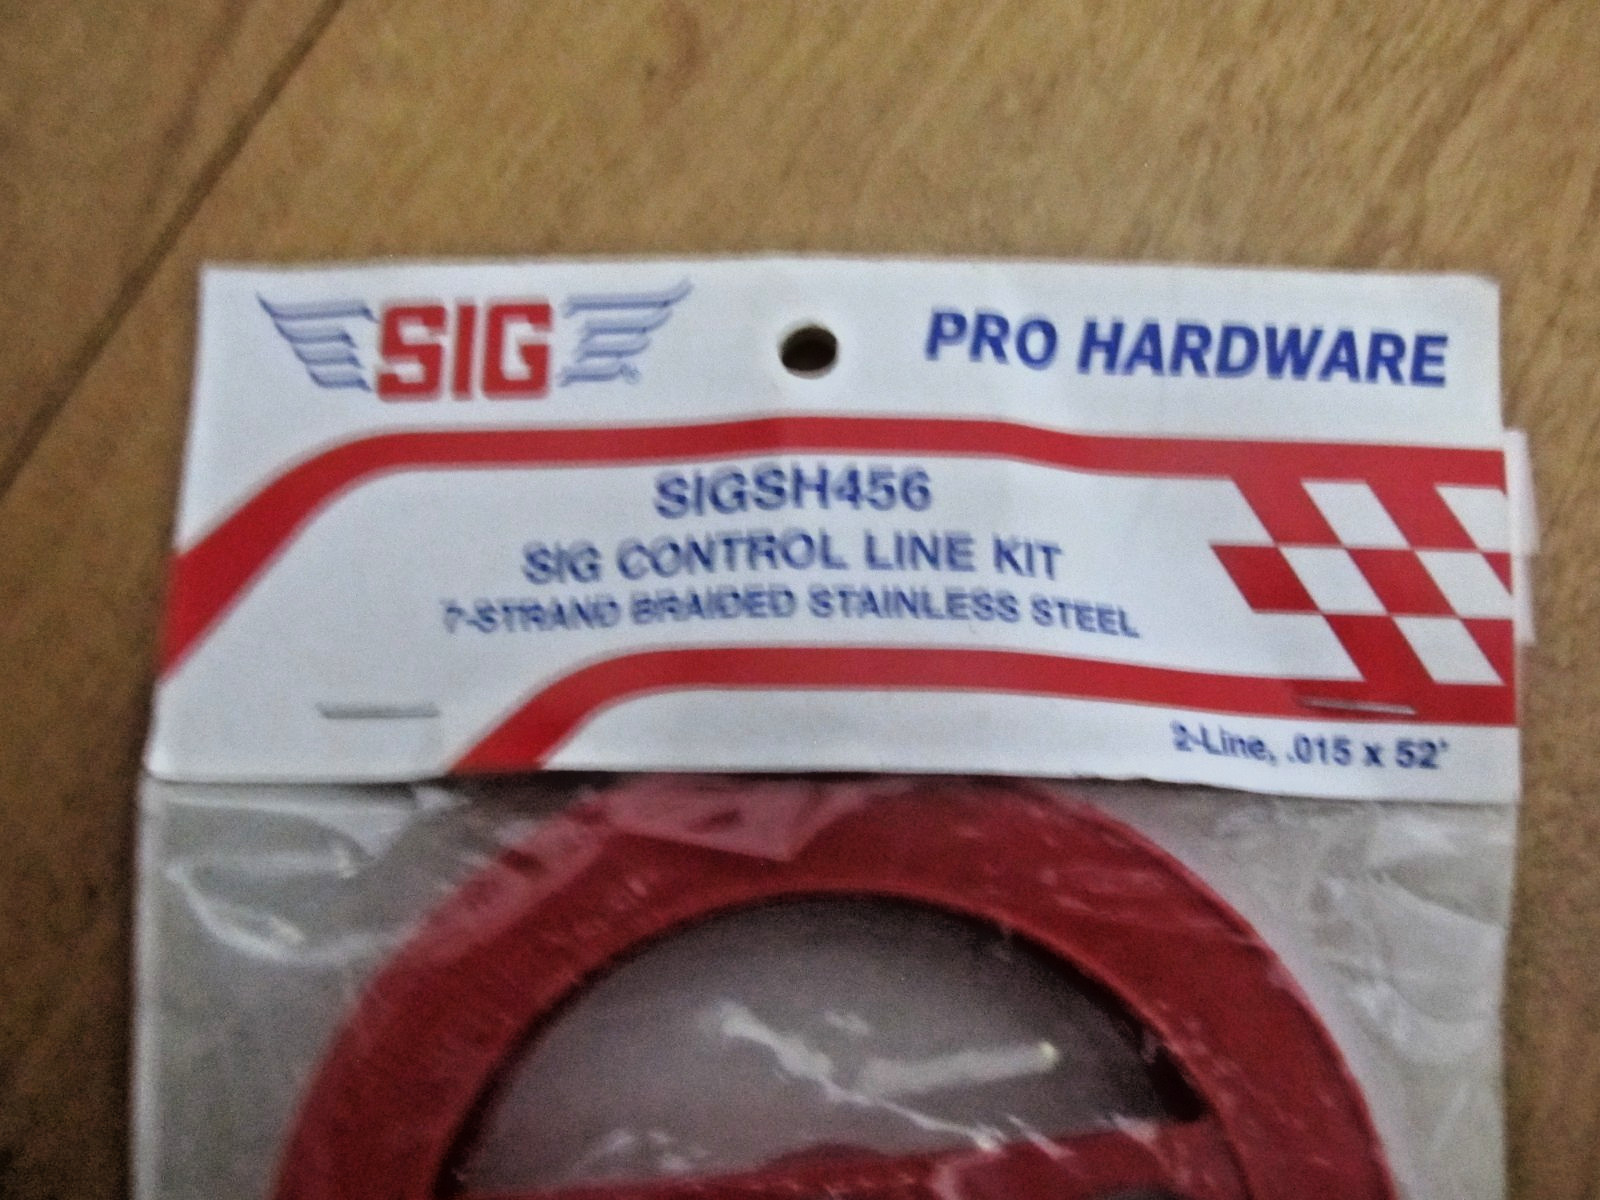 SIG
PRO HARDWARE
SIGSH456
SIG CONTROL LINE KIT
7-STRAND BRAIDED STAINLESS STEEL
2-Line, .015 x 52'